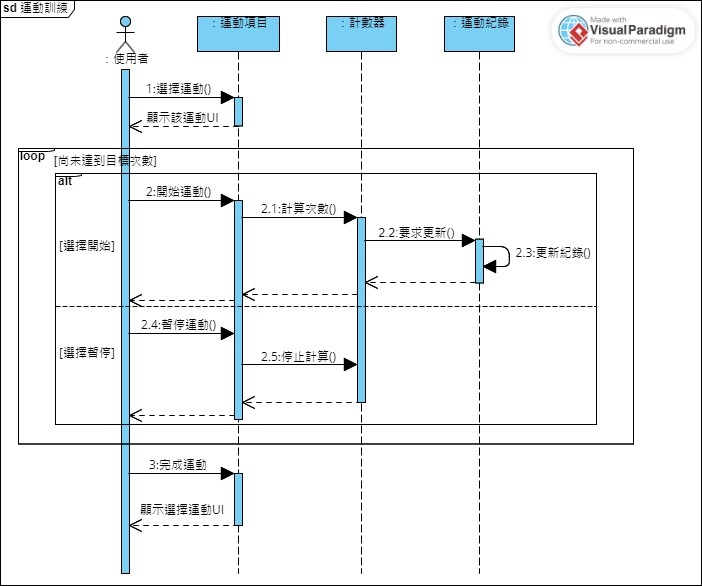 sd 運動訓練
Made with
VisualParadigm
For non-commercial use
: 使用者
: 運動項目
: 計數器
: 運動紀錄
1:選擇運動()
顯示該運動UI
loop
[尚未達到目標次數]
alt
2:開始運動()
2.1:計算次數()
2.2:要求更新()
[選擇開始]
2.3:更新紀錄()
2.4:暫停運動()
[選擇暫停]
2.5:停止計算()
3:完成運動
顯示選擇運動UI